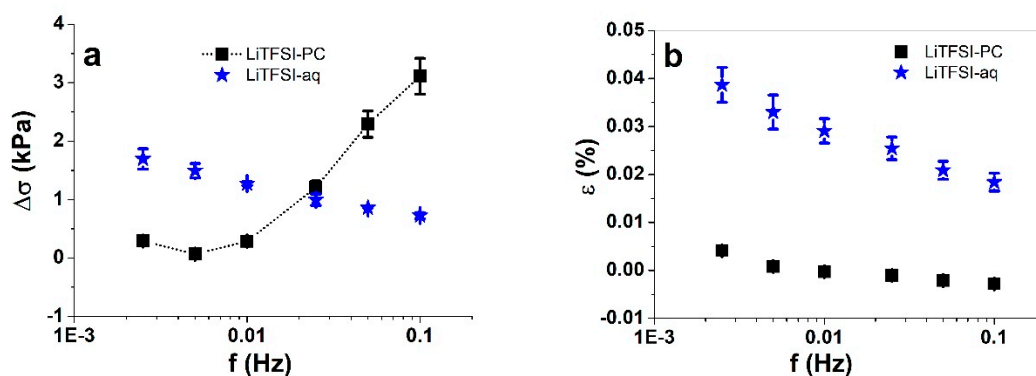 a
LiTFSI-PC
LiTFSI-aq
4
3
2
1
0
-1
Δσ (kPa)
1E-3
0.01
0.1
f (Hz)
b
LiTFSI-PC
LiTFSI-aq
0.05
0.04
0.03
0.02
0.01
0.00
-0.01
ε (%)
1E-3
0.01
0.1
f (Hz)